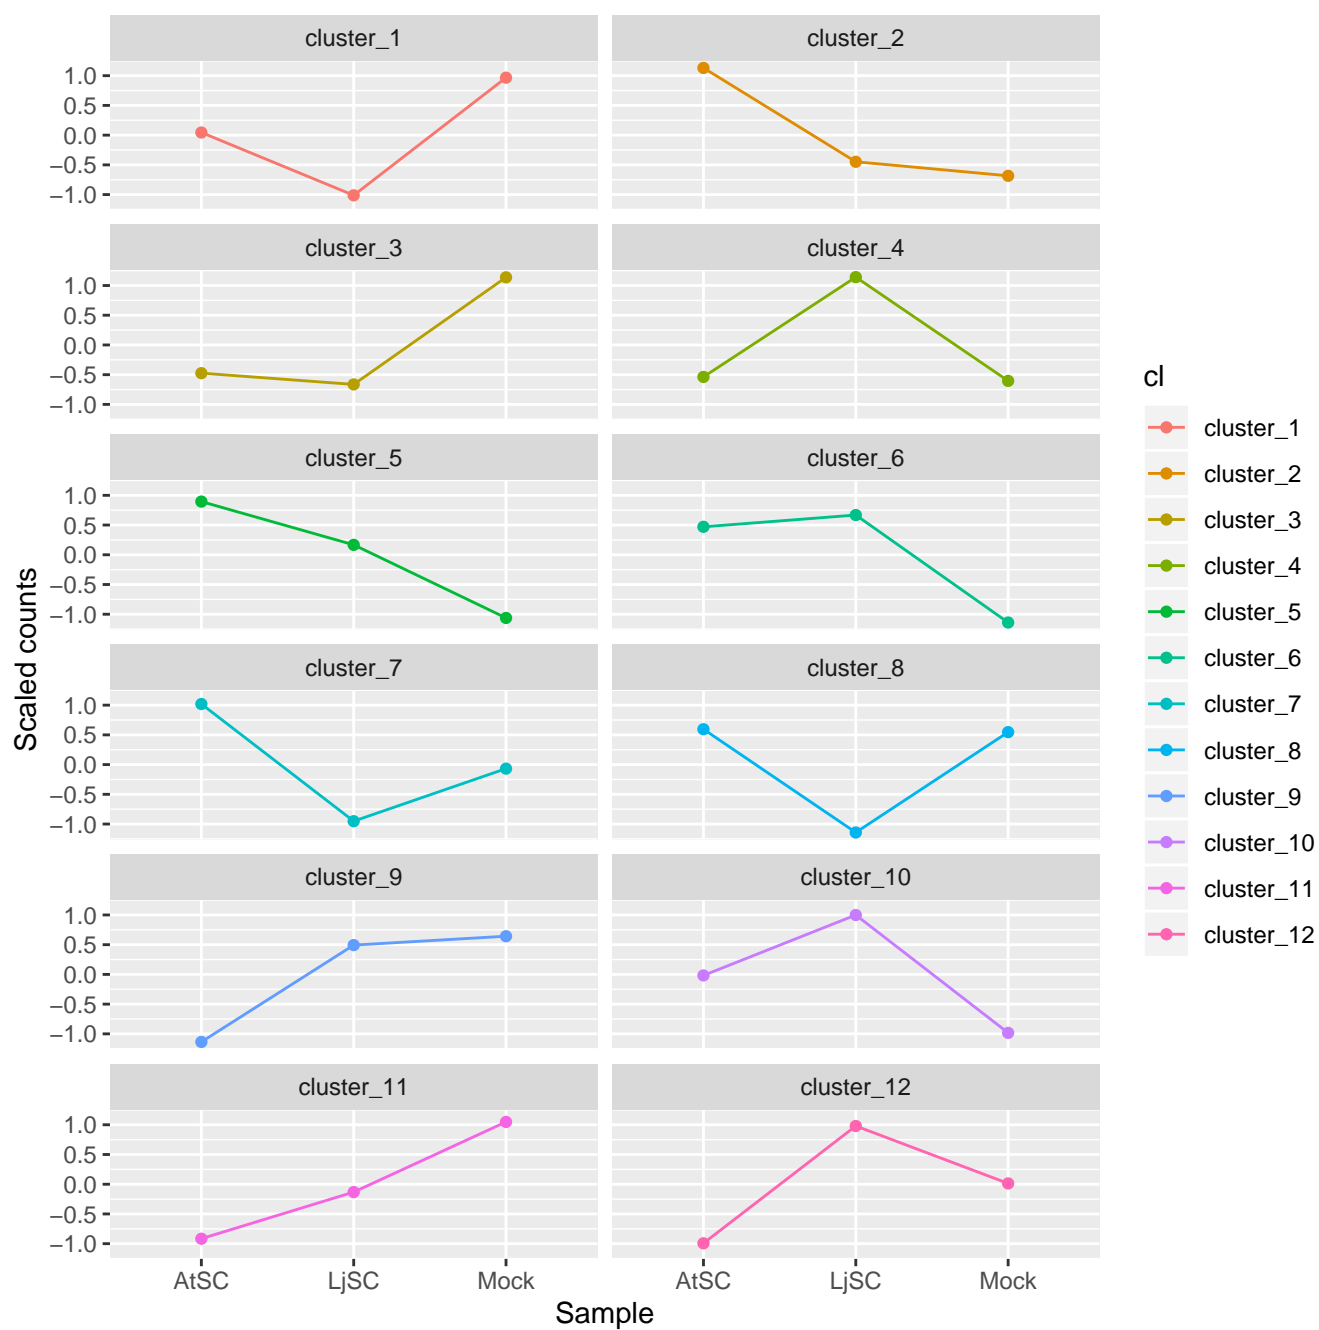 cluster_1
cluster_2
1.0
0.5
0.0
−0.5
−1.0
cluster_3
cluster_4
1.0
0.5
0.0
−0.5
−1.0
cluster_5
cluster_6
1.0
0.5
0.0
−0.5
−1.0
cluster_7
cluster_8
1.0
0.5
0.0
−0.5
−1.0
cluster_9
cluster_10
1.0
0.5
0.0
−0.5
−1.0
cluster_11
cluster_12
1.0
0.5
0.0
−0.5
−1.0
AtSC LjSC Mock
AtSC LjSC Mock
Sample
Scaled counts
cl
cluster_1
cluster_2
cluster_3
cluster_4
cluster_5
cluster_6
cluster_7
cluster_8
cluster_9
cluster_10
cluster_11
cluster_12